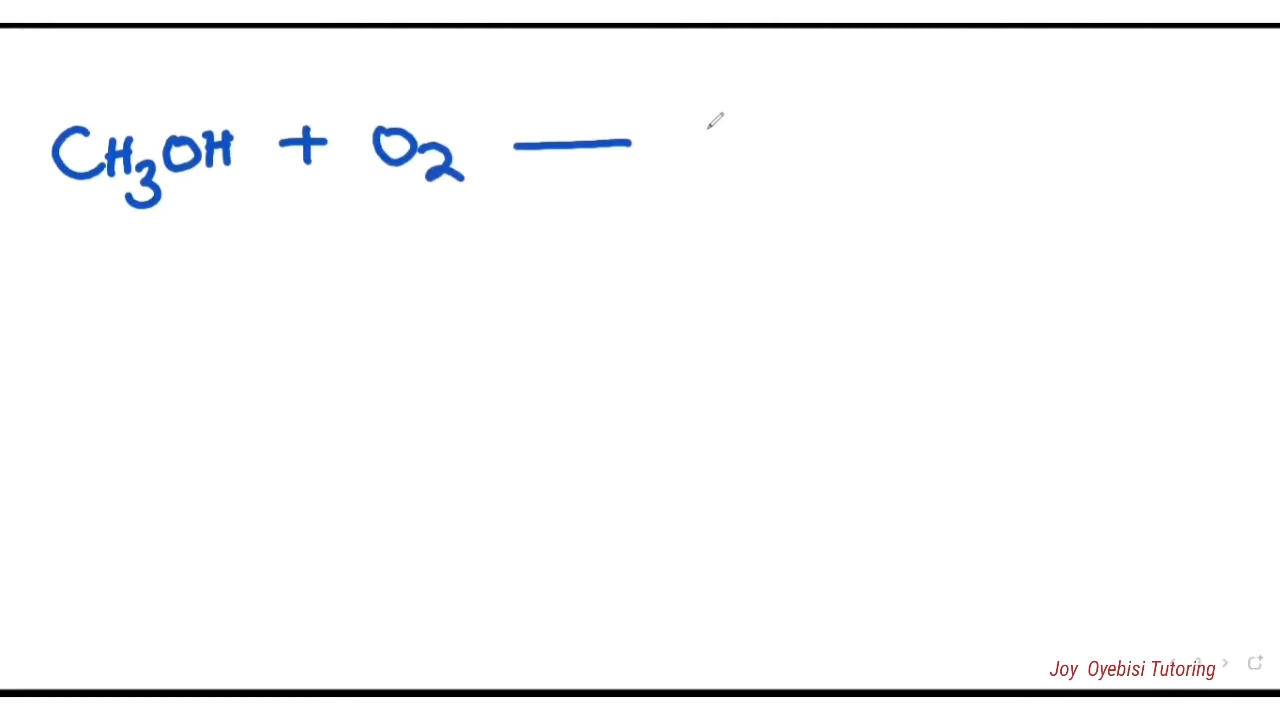 CH₃OH + O₂ —
Joy Oyebisi Tutoring